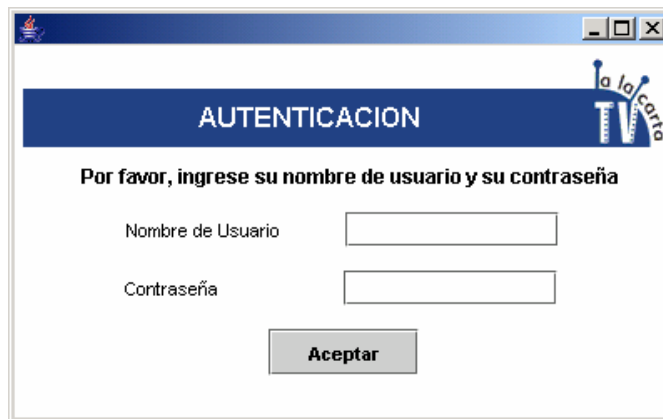 a la carta
TV
AUTENTICACION
Por favor, ingrese su nombre de usuario y su contraseña
Nombre de Usuario
Contraseña
Aceptar